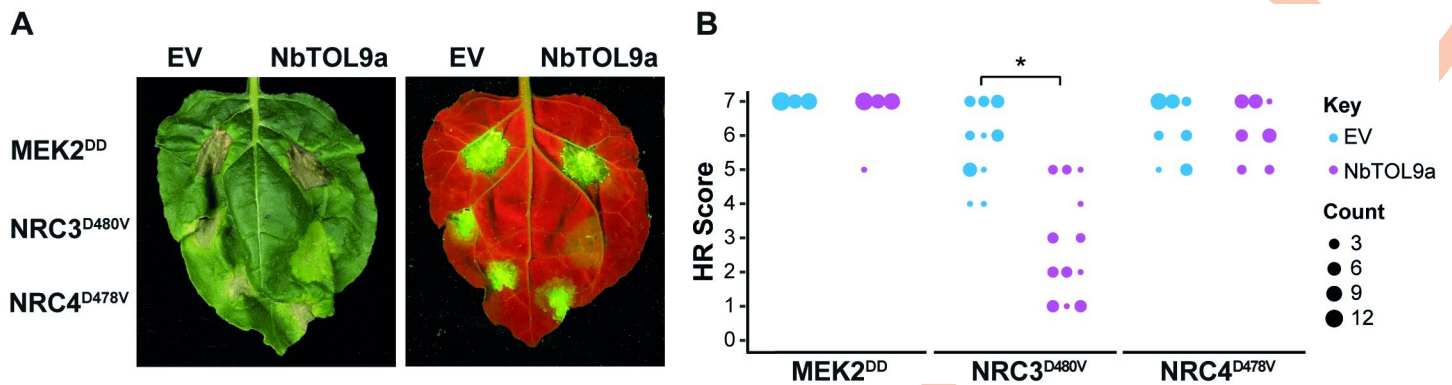 A
EV NbTOL9a EV NbTOL9a
MEK2ᴰᴰ
NRC3ᴰ⁴⁸⁰ⱽ
NRC4ᴰ⁴⁷⁸ⱽ
B
*
HR Score
7
6
5
4
3
2
1
0
MEK2ᴰᴰ NRC3ᴰ⁴⁸⁰ⱽ NRC4ᴰ⁴⁷⁸ⱽ
Key
EV
NbTOL9a
Count
3
6
9
12